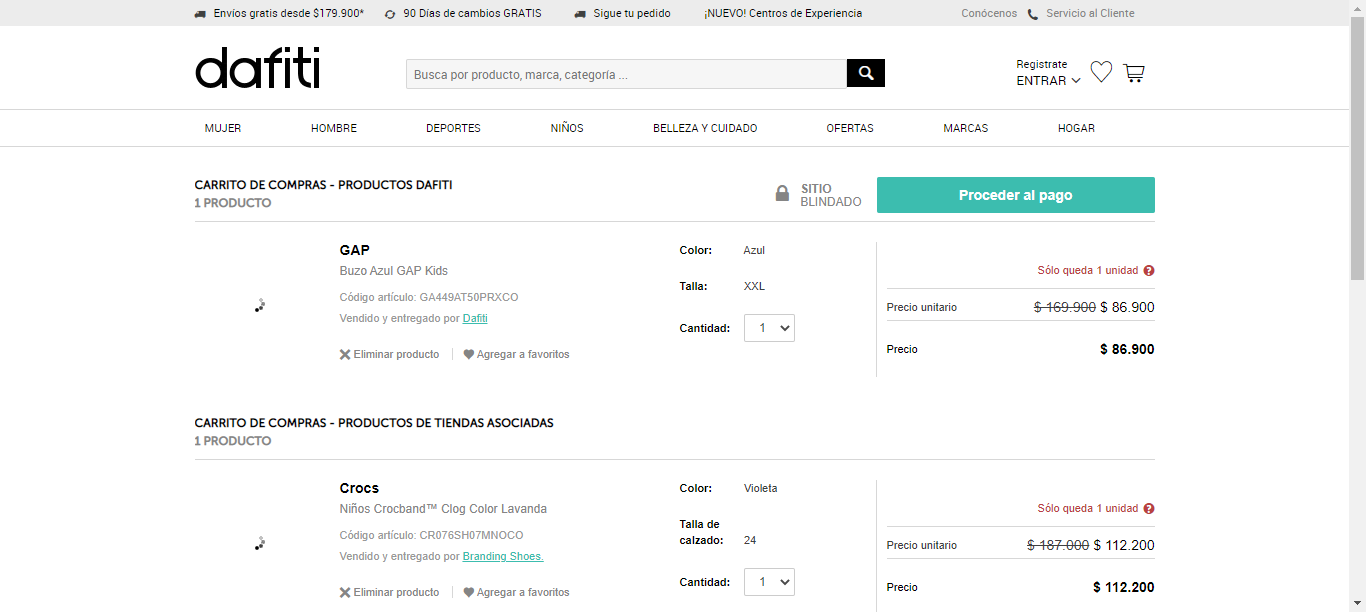 Envíos gratis desde $179.900* 90 Días de cambios GRATIS Sigue tu pedido ¡NUEVO! Centros de Experiencia Conócenos Servicio al Cliente
dafiti
Busca por producto, marca, categoría ...
Registrate
ENTRAR
MUJER HOMBRE DEPORTES NIÑOS BELLEZA Y CUIDADO OFERTAS MARCAS HOGAR
CARRITO DE COMPRAS - PRODUCTOS DAFITI
1 PRODUCTO
SITIO
BLINDADO
Proceder al pago
GAP
Buzo Azul GAP Kids
Código artículo: GA449AT50PRXCO
Vendido y entregado por Dafiti
Eliminar producto Agregar a favoritos
Color: Azul
Talla: XXL
Cantidad: 1
Sólo queda 1 unidad ?
Precio unitario $ 169.900 $ 86.900
Precio $ 86.900
CARRITO DE COMPRAS - PRODUCTOS DE TIENDAS ASOCIADAS
1 PRODUCTO
Crocs
Niños Crocband™ Clog Color Lavanda
Código artículo: CR076SH07MNOCO
Vendido y entregado por Branding Shoes.
Eliminar producto Agregar a favoritos
Color: Violeta
Talla de
calzado: 24
Cantidad: 1
Sólo queda 1 unidad ?
Precio unitario $ 187.000 $ 112.200
Precio $ 112.200